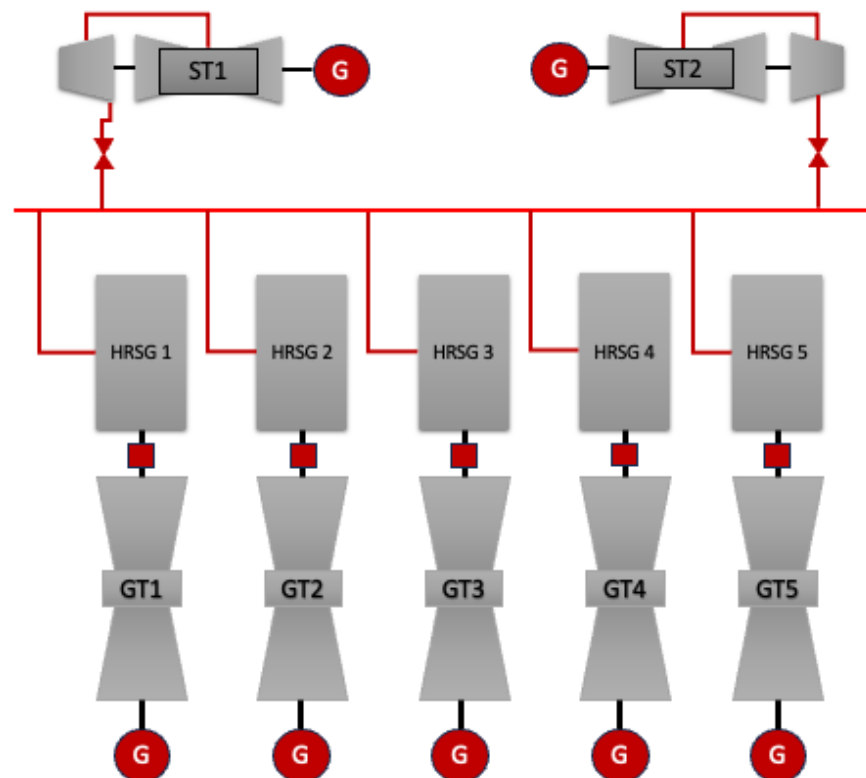 ST1
G
G
ST2
HRSG 1
HRSG 2
HRSG 3
HRSG 4
HRSG 5
GT1
GT2
GT3
GT4
GT5
G
G
G
G
G